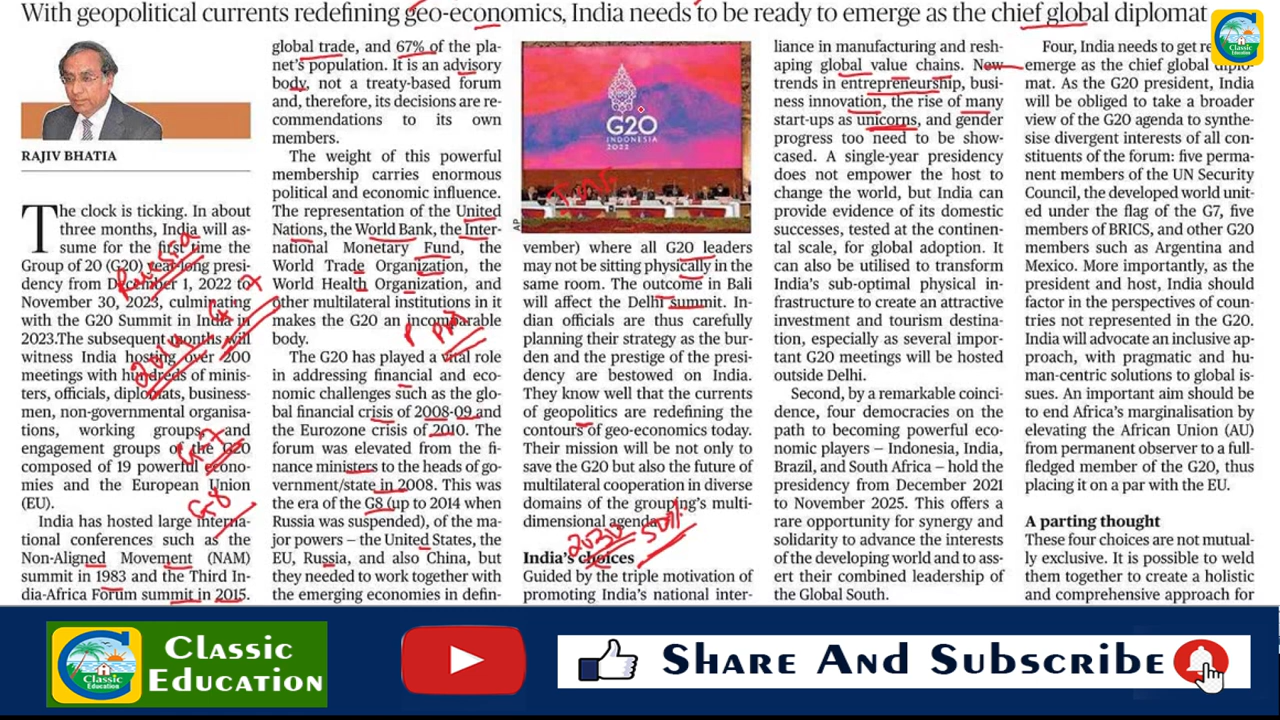 With geopolitical currents redefining geo-economics, India needs to be ready to emerge as the chief global diplomat
Classic
Education
RAJIV BHATIA
The clock is ticking. In about
three months, India will as-
sume for the first time the
Group of 20 (G20) year-long presi-
dency from December 1, 2022 to
November 30, 2023, culminating
with the G20 Summit in India in
2023.The subsequent months will
witness India hosting over 200
meetings with hundreds of minis-
ters, officials, diplomats, business-
men, non-governmental organisa-
tions, working groups, and
engagement groups of the G20
composed of 19 powerful econo-
mies and the European Union
(EU).
India has hosted large interna-
tional conferences such as the
Non-Aligned Movement (NAM)
summit in 1983 and the Third In-
dia-Africa Forum summit in 2015.
Russia
2014
G-7
G-7
G8
global trade, and 67% of the pla-
net's population. It is an advisory
body, not a treaty-based forum
and, therefore, its decisions are re-
commendations to its own
members.
The weight of this powerful
membership carries enormous
political and economic influence.
The representation of the United
Nations, the World Bank, the Inter-
national Monetary Fund, the
World Trade Organization, the
World Health Organization, and
other multilateral institutions in it
makes the G20 an incomparable
body.
The G20 has played a vital role
in addressing financial and eco-
nomic challenges such as the glo-
bal financial crisis of 2008-09 and
the Eurozone crisis of 2010. The
forum was elevated from the fi-
nance ministers to the heads of go-
vernment/state in 2008. This was
the era of the G8 (up to 2014 when
Russia was suspended), of the ma-
jor powers – the United States, the
EU, Russia, and also China, but
they needed to work together with
the emerging economies in defin-
G20
INDONESIA
2022
AP
vember) where all G20 leaders
may not be sitting physically in the
same room. The outcome in Bali
will affect the Delhi summit. In-
dian officials are thus carefully
planning their strategy as the bur-
den and the prestige of the presi-
dency are bestowed on India.
They know well that the currents
of geopolitics are redefining the
contours of geo-economics today.
Their mission will be not only to
save the G20 but also the future of
multilateral cooperation in diverse
domains of the grouping's multi-
dimensional agenda.
2030 50%
India's choices
Guided by the triple motivation of
promoting India's national inter-
liance in manufacturing and resh-
aping global value chains. New
trends in entrepreneurship, busi-
ness innovation, the rise of many
start-ups as unicorns, and gender
progress too need to be show-
cased. A single-year presidency
does not empower the host to
change the world, but India can
provide evidence of its domestic
successes, tested at the continen-
tal scale, for global adoption. It
can also be utilised to transform
India's sub-optimal physical in-
frastructure to create an attractive
investment and tourism destina-
tion, especially as several impor-
tant G20 meetings will be hosted
outside Delhi.
Second, by a remarkable coinci-
dence, four democracies on the
path to becoming powerful eco-
nomic players – Indonesia, India,
Brazil, and South Africa – hold the
presidency from December 2021
to November 2025. This offers a
rare opportunity for synergy and
solidarity to advance the interests
of the developing world and to ass-
ert their combined leadership of
the Global South.
Four, India needs to get
emerge as the chief global
mat. As the G20 president, India
will be obliged to take a broader
view of the G20 agenda to synthe-
sise divergent interests of all con-
stituents of the forum: five perma-
nent members of the UN Security
Council, the developed world unit-
ed under the flag of the G7, five
members of BRICS, and other G20
members such as Argentina and
Mexico. More importantly, as the
president and host, India should
factor in the perspectives of coun-
tries not represented in the G20.
India will advocate an inclusive ap-
proach, with pragmatic and hu-
man-centric solutions to global is-
sues. An important aim should be
to end Africa's marginalisation by
elevating the African Union (AU)
from permanent observer to a full-
fledged member of the G20, thus
placing it on a par with the EU.
A parting thought
These four choices are not mutual-
ly exclusive. It is possible to weld
them together to create a holistic
and comprehensive approach for
Classic
Education
Classic
Education
Share And Subscribe